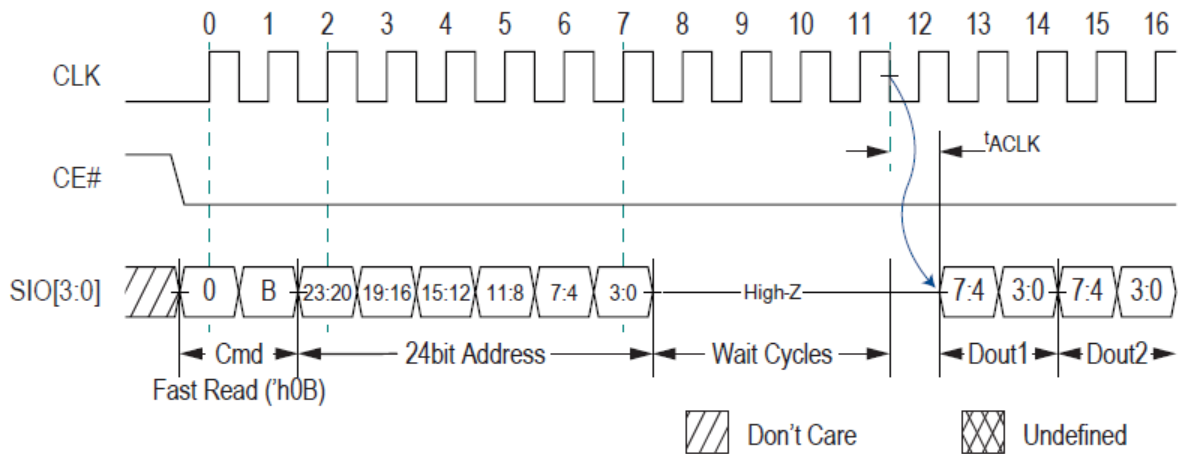 0 1 2 3 4 5 6 7 8 9 10 11 12 13 14 15 16
CLK
tACLK
CE#
SIO[3:0] 0 B 23:20 19:16 15:12 11:8 7:4 3:0 High-Z 7:4 3:0 7:4 3:0
Cmd 24bit Address Wait Cycles Dout1 Dout2
Fast Read ('h0B)
Don't Care Undefined